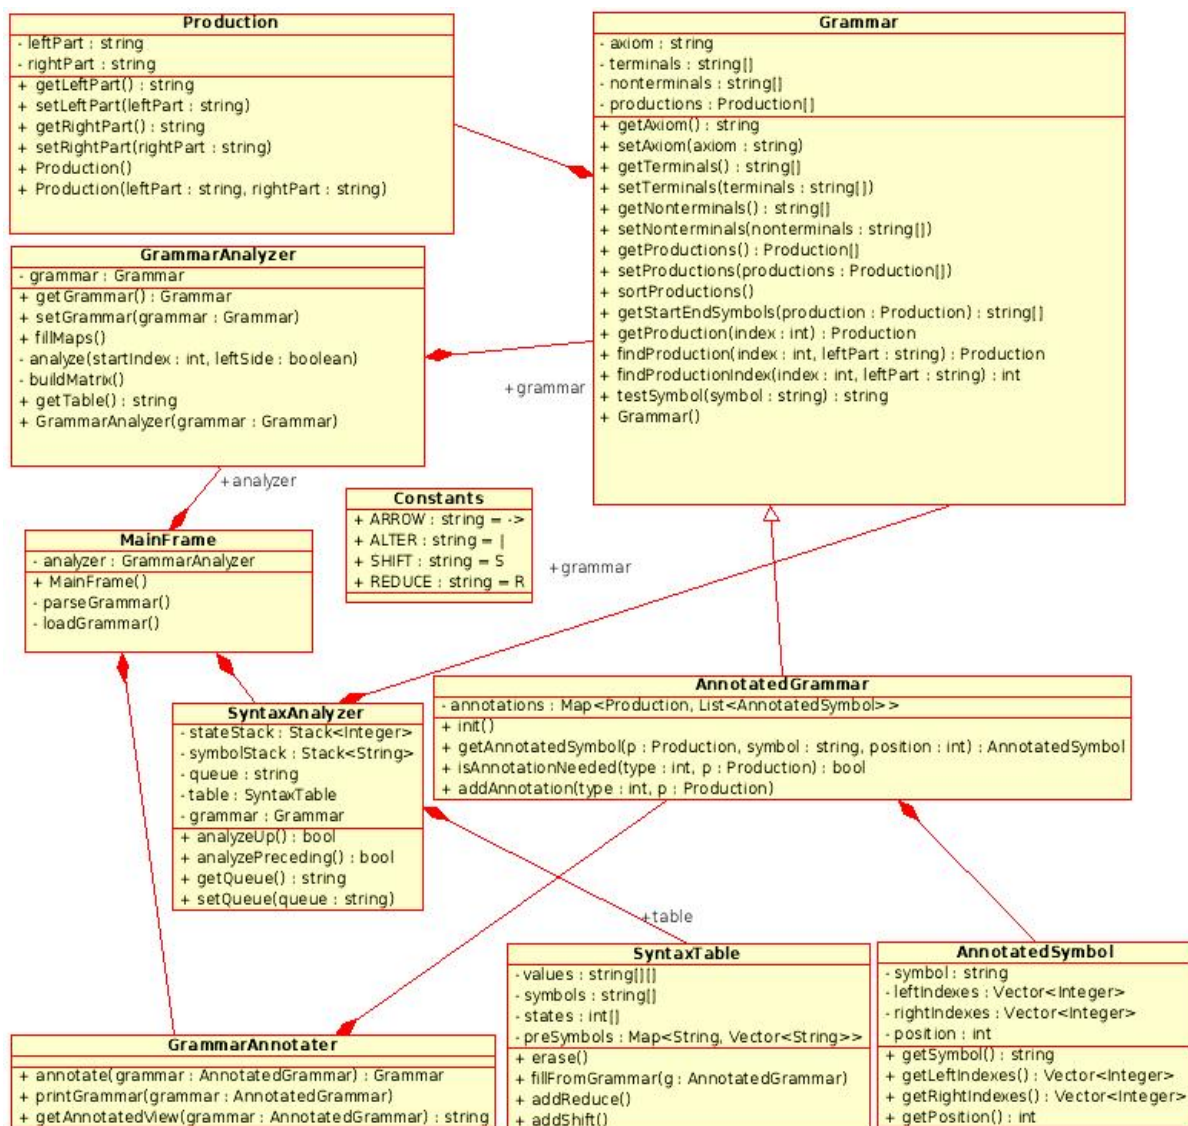 Production
- leftPart : string
- rightPart : string
+ getLeftPart() : string
+ setLeftPart(leftPart : string)
+ getRightPart() : string
+ setRightPart(rightPart : string)
+ Production()
+ Production(leftPart : string, rightPart : string)
Grammar
- axiom : string
- terminals : string[]
- nonterminals : string[]
- productions : Production[]
+ getAxiom() : string
+ setAxiom(axiom : string)
+ getTerminals() : string[]
+ setTerminals(terminals : string[])
+ getNonterminals() : string[]
+ setNonterminals(nonterminals : string[])
+ getProductions() : Production[]
+ setProductions(productions : Production[])
+ sortProductions()
+ getStartEndSymbols(production : Production) : string[]
+ getProduction(index : int) : Production
+ findProduction(index : int, leftPart : string) : Production
+ findProductionIndex(index : int, leftPart : string) : int
+ testSymbol(symbol : string) : string
+ Grammar()
GrammarAnalyzer
- grammar : Grammar
+ getGrammar() : Grammar
+ setGrammar(grammar : Grammar)
+ fillMaps()
- analyze(startIndex : int, leftSide : boolean)
- buildMatrix()
+ getTable() : string
+ GrammarAnalyzer(grammar : Grammar)
+ grammar
+ analyzer
Constants
+ ARROW : string = ->
+ ALTER : string = |
+ SHIFT : string = S
+ REDUCE : string = R
+ grammar
MainFrame
- analyzer : GrammarAnalyzer
+ MainFrame()
- parseGrammar()
- loadGrammar()
SyntaxAnalyzer
- stateStack : Stack<Integer>
- symbolStack : Stack<String>
- queue : string
- table : SyntaxTable
- grammar : Grammar
+ analyzeUp() : bool
+ analyzePreceding() : bool
+ getQueue() : string
+ setQueue(queue : string)
AnnotatedGrammar
- annotations : Map<Production, List<AnnotatedSymbol>>
+ init()
+ getAnnotatedSymbol(p : Production, symbol : string, position : int) : AnnotatedSymbol
+ isAnnotationNeeded(type : int, p : Production) : bool
+ addAnnotation(type : int, p : Production)
+table
GrammarAnnotater
+ annotate(grammar : AnnotatedGrammar) : Grammar
+ printGrammar(grammar : AnnotatedGrammar)
+ getAnnotatedView(grammar : AnnotatedGrammar) : string
SyntaxTable
- values : string[][]
- symbols : string[]
- states : int[]
- preSymbols : Map<String, Vector<String>>
+ erase()
+ fillFromGrammar(g : AnnotatedGrammar)
+ addReduce()
+ addShift()
AnnotatedSymbol
- symbol : string
- leftIndexes : Vector<Integer>
- rightIndexes : Vector<Integer>
- position : int
+ getSymbol() : string
+ getLeftIndexes() : Vector<Integer>
+ getRightIndexes() : Vector<Integer>
+ getPosition() : int